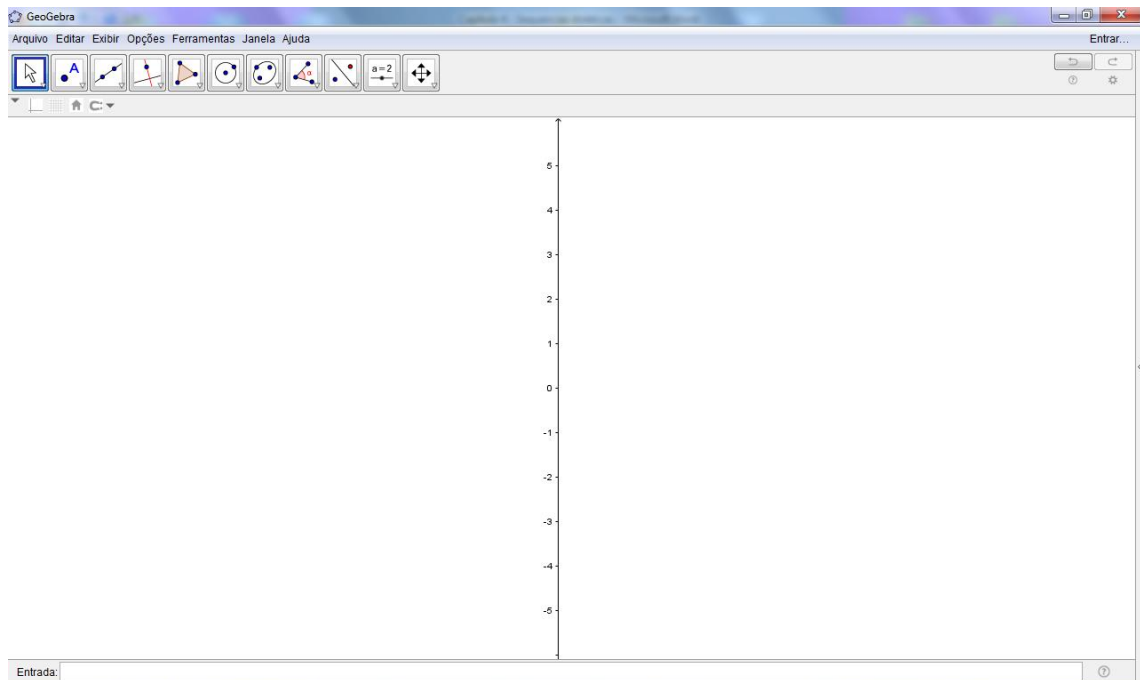 GeoGebra
Arquivo Editar Exibir Opções Ferramentas Janela Ajuda
Entrar...
A
α
a=2
5
4
3
2
1
0
-1
-2
-3
-4
-5
Entrada: